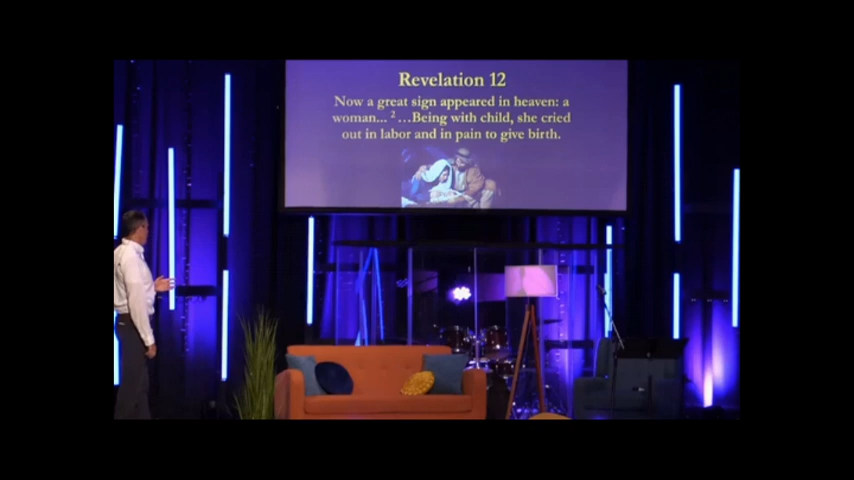 Revelation 12
Now a great sign appeared in heaven: a
woman... 2 …Being with child, she cried
out in labor and in pain to give birth.